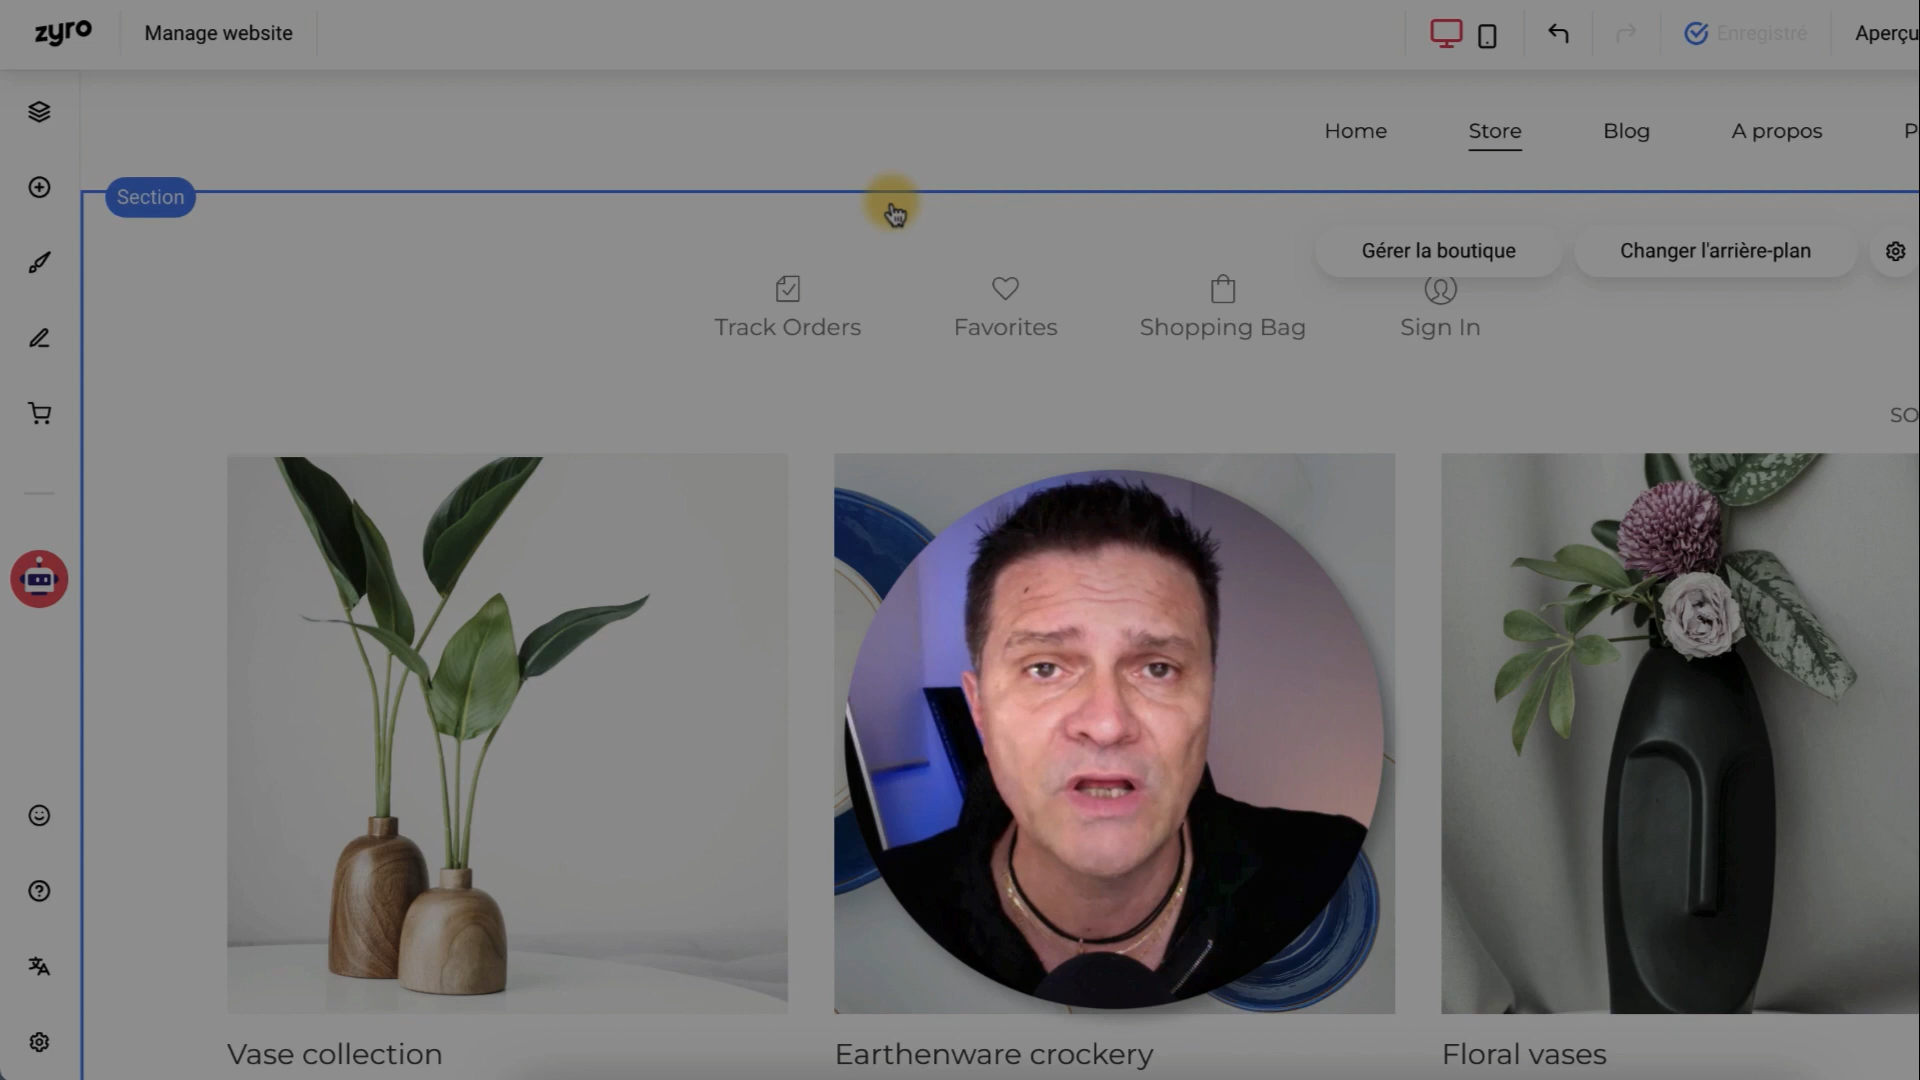 zyro
Manage website
Enregistré
Aperçu
Home
Store
Blog
A propos
P
Section
Gérer la boutique
Changer l'arrière-plan
Track Orders
Favorites
Shopping Bag
Sign In
SO
Vase collection
Earthenware crockery
Floral vases